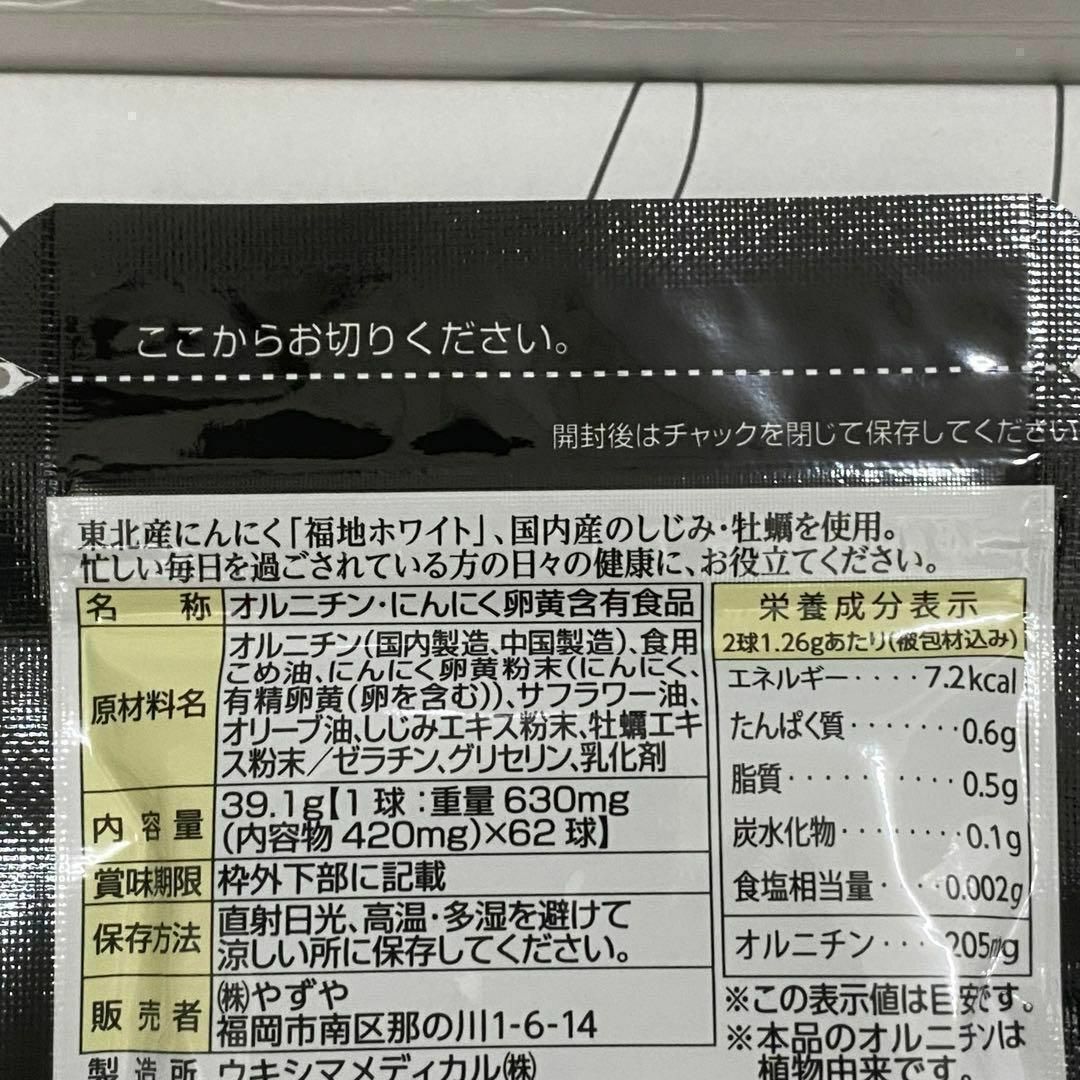 ここからお切りください。
開封後はチャックを閉じて保存してください
東北産にんにく「福地ホワイト」、国内産のしじみ・牡蠣を使用。
忙しい毎日を過ごされている方の日々の健康に、お役立てください。
名称 オルニチン・にんにく卵黄含有食品
原材料名
オルニチン(国内製造、中国製造)、食用
こめ油、にんにく卵黄粉末(にんにく、
有精卵黄(卵を含む))、サフラワー油、
オリーブ油、しじみエキス粉末、牡蠣エキ
ス粉末/ゼラチン、グリセリン、乳化剤
内容量
39.1g【1球:重量630mg
(内容物420mg)×62球】
賞味期限 枠外下部に記載
保存方法
直射日光、高温・多湿を避けて
涼しい所に保存してください。
販売者
㈱やずや
福岡市南区那の川1-6-14
製造所 ウキシマメディカル㈱
栄養成分表示
2球1.26gあたり(被包材込み)
エネルギー····7.2kcal
たんぱく質·······0.6g
脂質··········0.5g
炭水化物·······0.1g
食塩相当量···0.002g
オルニチン···205mg
※この表示値は目安です。
※本品のオルニチンは
植物由来です。